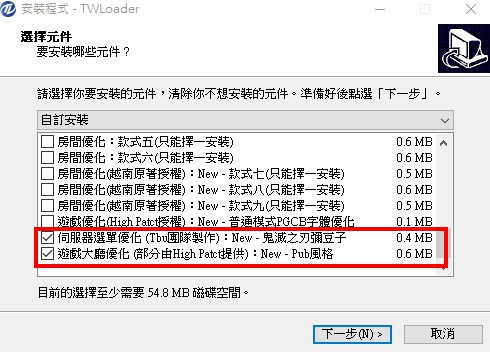 安裝程式 - TWLoader
選擇元件
要安裝哪些元件？
請選擇你要安裝的元件，清除你不想安裝的元件。準備好後點選「下一步」。
自訂安裝
房間優化：款式五(只能擇一安裝) 0.6 MB
房間優化：款式六(只能擇一安裝) 0.6 MB
房間優化(越南原著授權)：New - 款式七(只能擇一安裝) 0.5 MB
房間優化(越南原著授權)：New - 款式八(只能擇一安裝) 0.6 MB
房間優化(越南原著授權)：New - 款式九(只能擇一安裝) 0.5 MB
遊戲優化(High Patct授權)：New - 普通模式PGCB字體優化 0.1 MB
伺服器選單優化 (Tbu團隊製作)：New - 鬼滅之刃彌豆子 0.4 MB
遊戲大廳優化 (部分由High Patct提供)：New - Pub風格 0.6 MB
目前的選擇至少需要 54.8 MB 磁碟空間。
下一步(N) > 取消